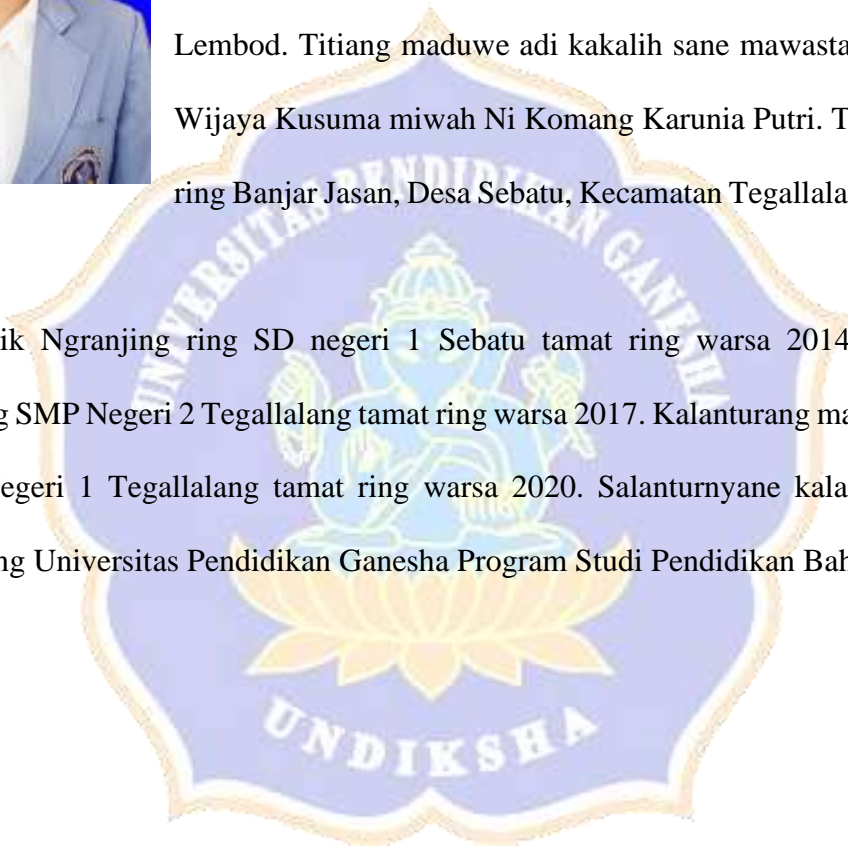 Lembod. Titiang maduwe adi kakalih sane mawasta
Wijaya Kusuma miwah Ni Komang Karunia Putri. T
ring Banjar Jasan, Desa Sebatu, Kecamatan Tegallala
UNIVERSITAS PENDIDIKAN GANESHA
ik Ngranjing ring SD negeri 1 Sebatu tamat ring warsa 2014
g SMP Negeri 2 Tegallalang tamat ring warsa 2017. Kalanturang ma
egeri 1 Tegallalang tamat ring warsa 2020. Salanturnyane kala
ng Universitas Pendidikan Ganesha Program Studi Pendidikan Bah
UNDIKSHA